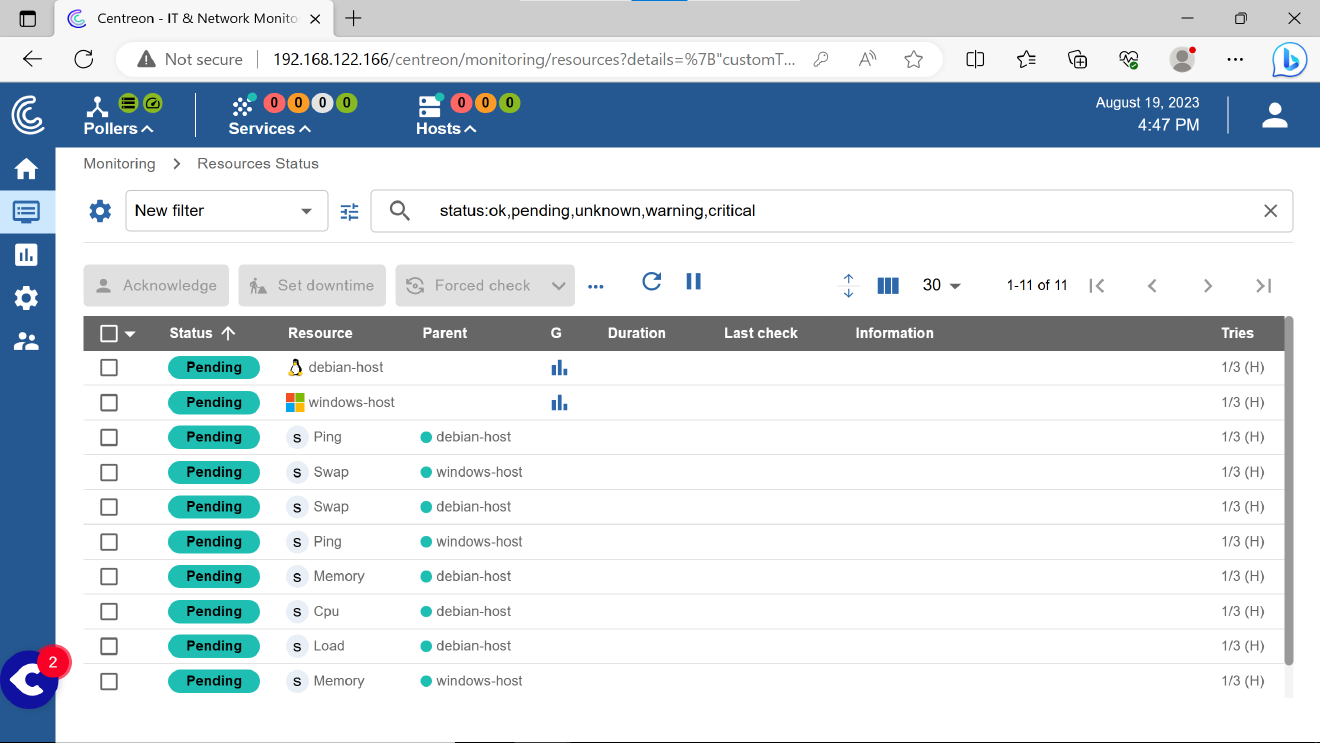 Centreon - IT & Network Monito
Not secure 192.168.122.166/centreon/monitoring/resources?details=%7B"customT...
Pollers
0 0 0 0
Services
0 0 0
Hosts
August 19, 2023
4:47 PM
Monitoring > Resources Status
New filter
status:ok,pending,unknown,warning,critical
Acknowledge Set downtime Forced check ... 30 1-11 of 11
Status Resource Parent G Duration Last check Information Tries
Pending debian-host 1/3 (H)
Pending windows-host 1/3 (H)
Pending S Ping debian-host 1/3 (H)
Pending S Swap windows-host 1/3 (H)
Pending S Swap debian-host 1/3 (H)
Pending S Ping windows-host 1/3 (H)
Pending S Memory debian-host 1/3 (H)
Pending S Cpu debian-host 1/3 (H)
Pending S Load debian-host 1/3 (H)
2
Pending S Memory windows-host 1/3 (H)